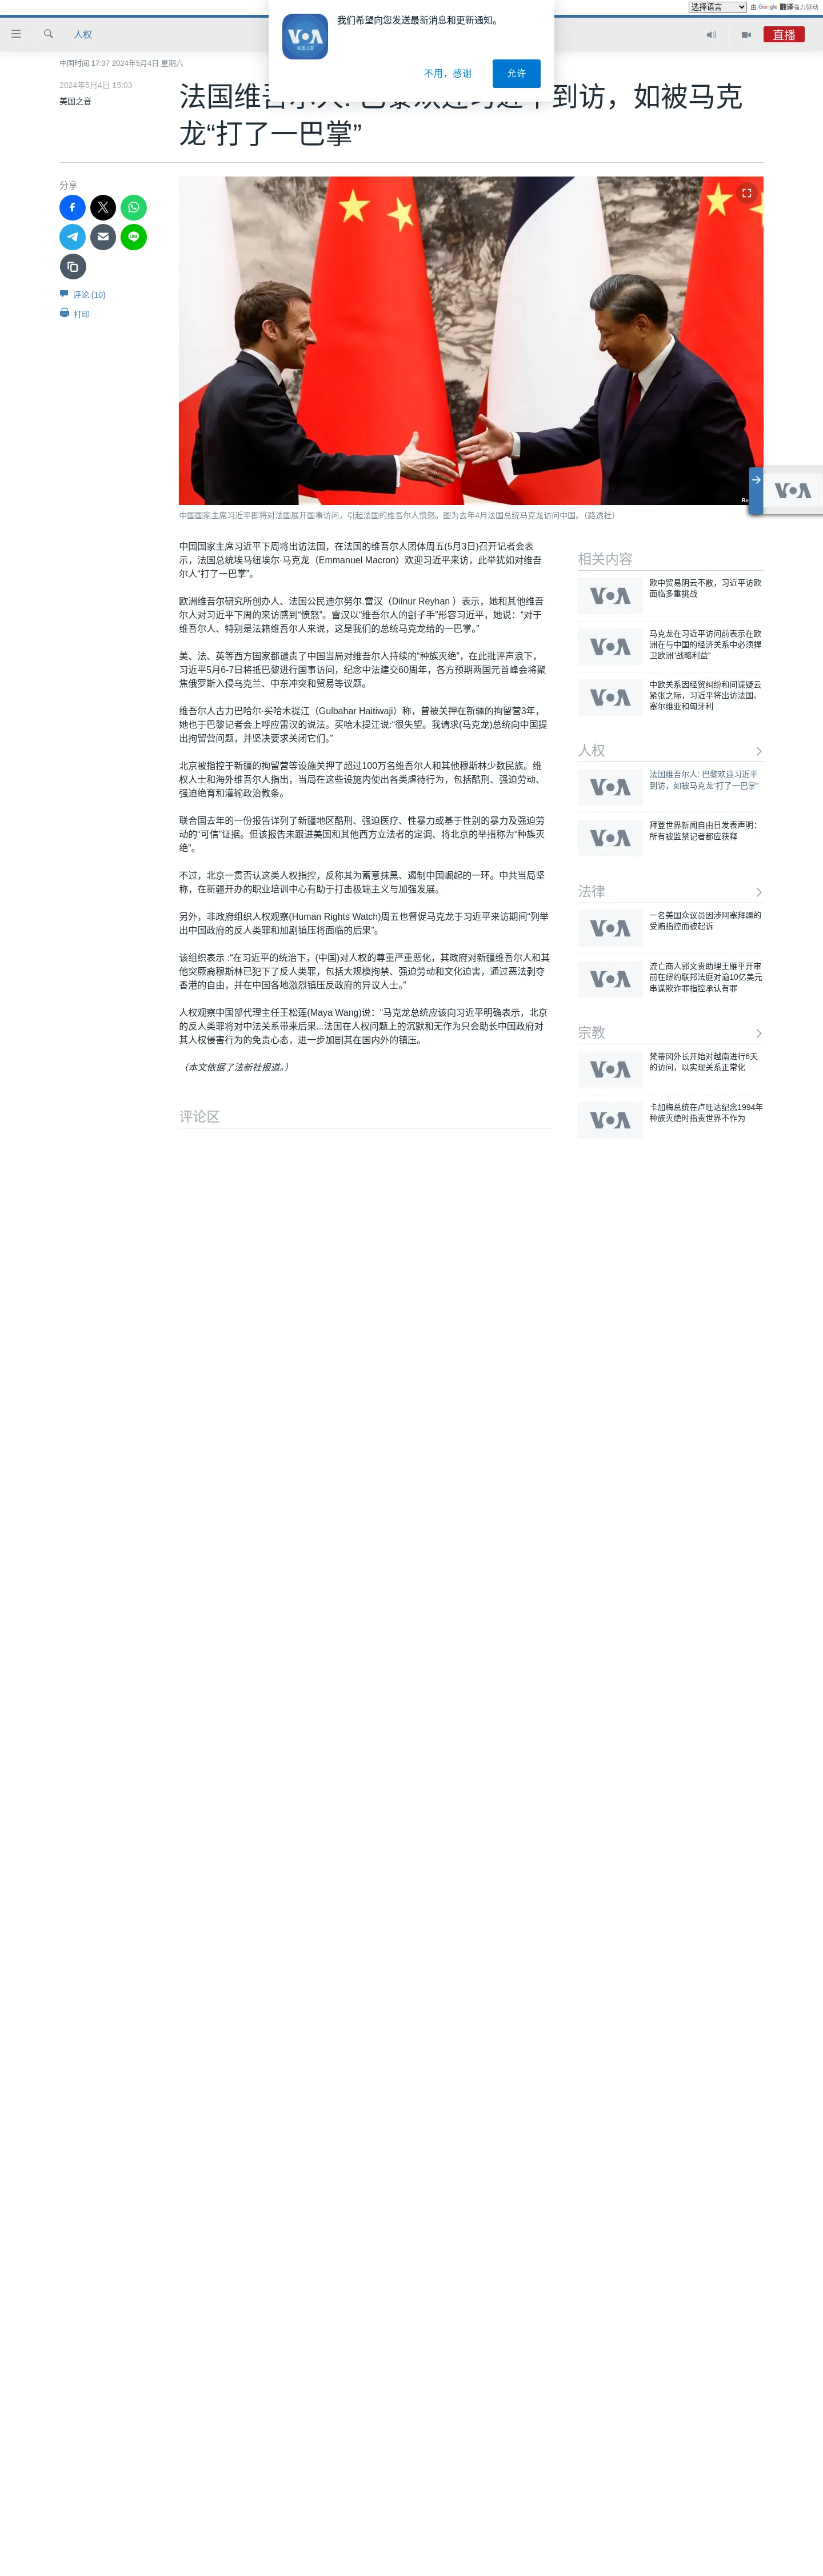 选择语言
由 Google 翻译强力驱动
我们希望向您发送最新消息和更新通知。
VOA
不用，感谢
允许
人权
直播
中国时间 17:37 2024年5月4日 星期六
2024年5月4日 15:03
美国之音
法国维吾尔人: 巴黎欢迎习近平到访，如被马克
龙“打了一巴掌”
分享
评论 (10)
打印
VOA
中国国家主席习近平即将对法国展开国事访问，引起法国的维吾尔人愤怒。图为去年4月法国总统马克龙访问中国。（路透社）
中国国家主席习近平下周将出访法国，在法国的维吾尔人团体周五(5月3日)召开记者会表
示，法国总统埃马纽埃尔·马克龙（Emmanuel Macron）欢迎习近平来访，此举犹如对维吾
尔人“打了一巴掌”。
欧洲维吾尔研究所创办人、法国公民迪尔努尔.雷汉（Dilnur Reyhan ）表示，她和其他维吾
尔人对习近平下周的来访感到“愤怒”。雷汉以“维吾尔人的刽子手”形容习近平，她说：“对于
维吾尔人、特别是法籍维吾尔人来说，这是我们的总统马克龙给的一巴掌。”
美、法、英等西方国家都谴责了中国当局对维吾尔人持续的“种族灭绝”，在此批评声浪下，
习近平5月6-7日将抵巴黎进行国事访问，纪念中法建交60周年，各方预期两国元首峰会将聚
焦俄罗斯入侵乌克兰、中东冲突和贸易等议题。
维吾尔人古力巴哈尔·买哈木提江（Gulbahar Haitiwaji）称，曾被关押在新疆的拘留营3年，
她也于巴黎记者会上呼应雷汉的说法。买哈木提江说:“很失望。我请求(马克龙)总统向中国提
出拘留营问题，并坚决要求关闭它们。”
北京被指控于新疆的拘留营等设施关押了超过100万名维吾尔人和其他穆斯林少数民族。维
权人士和海外维吾尔人指出，当局在这些设施内使出各类虐待行为，包括酷刑、强迫劳动、
强迫绝育和灌输政治教条。
联合国去年的一份报告详列了新疆地区酷刑、强迫医疗、性暴力或基于性别的暴力及强迫劳
动的“可信”证据。但该报告未跟进美国和其他西方立法者的定调、将北京的举措称为“种族灭
绝”。
不过，北京一贯否认这类人权指控，反称其为蓄意抹黑、遏制中国崛起的一环。中共当局坚
称，在新疆开办的职业培训中心有助于打击极端主义与加强发展。
另外，非政府组织人权观察(Human Rights Watch)周五也督促马克龙于习近平来访期间“列举
出中国政府的反人类罪和加剧镇压将面临的后果”。
该组织表示 :“在习近平的统治下，(中国)对人权的尊重严重恶化，其政府对新疆维吾尔人和其
他突厥裔穆斯林已犯下了反人类罪，包括大规模拘禁、强迫劳动和文化迫害，通过恶法剥夺
香港的自由，并在中国各地激烈镇压反政府的异议人士。”
人权观察中国部代理主任王松莲(Maya Wang)说：“马克龙总统应该向习近平明确表示，北京
的反人类罪将对中法关系带来后果...法国在人权问题上的沉默和无作为只会助长中国政府对
其人权侵害行为的免责心态，进一步加剧其在国内外的镇压。
（本文依据了法新社报道。）
评论区
相关内容
VOA
欧中贸易阴云不散，习近平访欧
面临多重挑战
VOA
马克龙在习近平访问前表示在欧
洲在与中国的经济关系中必须捍
卫欧洲“战略利益”
VOA
中欧关系因经贸纠纷和间谍疑云
紧张之际，习近平将出访法国、
塞尔维亚和匈牙利
人权
VOA
法国维吾尔人: 巴黎欢迎习近平
到访，如被马克龙“打了一巴掌”
VOA
拜登世界新闻自由日发表声明：
所有被监禁记者都应获释
法律
VOA
一名美国众议员因涉阿塞拜疆的
受贿指控而被起诉
VOA
流亡商人郭文贵助理王雁平开审
前在纽约联邦法庭对逾10亿美元
串谋欺诈罪指控承认有罪
宗教
VOA
梵蒂冈外长开始对越南进行6天
的访问，以实现关系正常化
VOA
卡加梅总统在卢旺达纪念1994年
种族灭绝时指责世界不作为